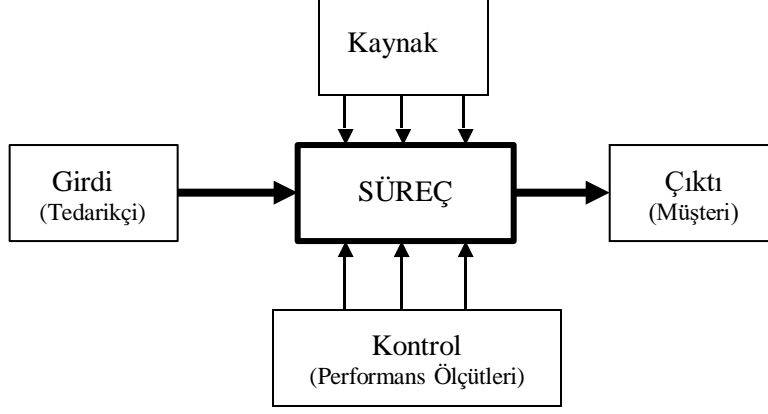 Kaynak
Girdi
(Tedarikçi)
SÜREÇ
Çıktı
(Müşteri)
Kontrol
(Performans Ölçütleri)